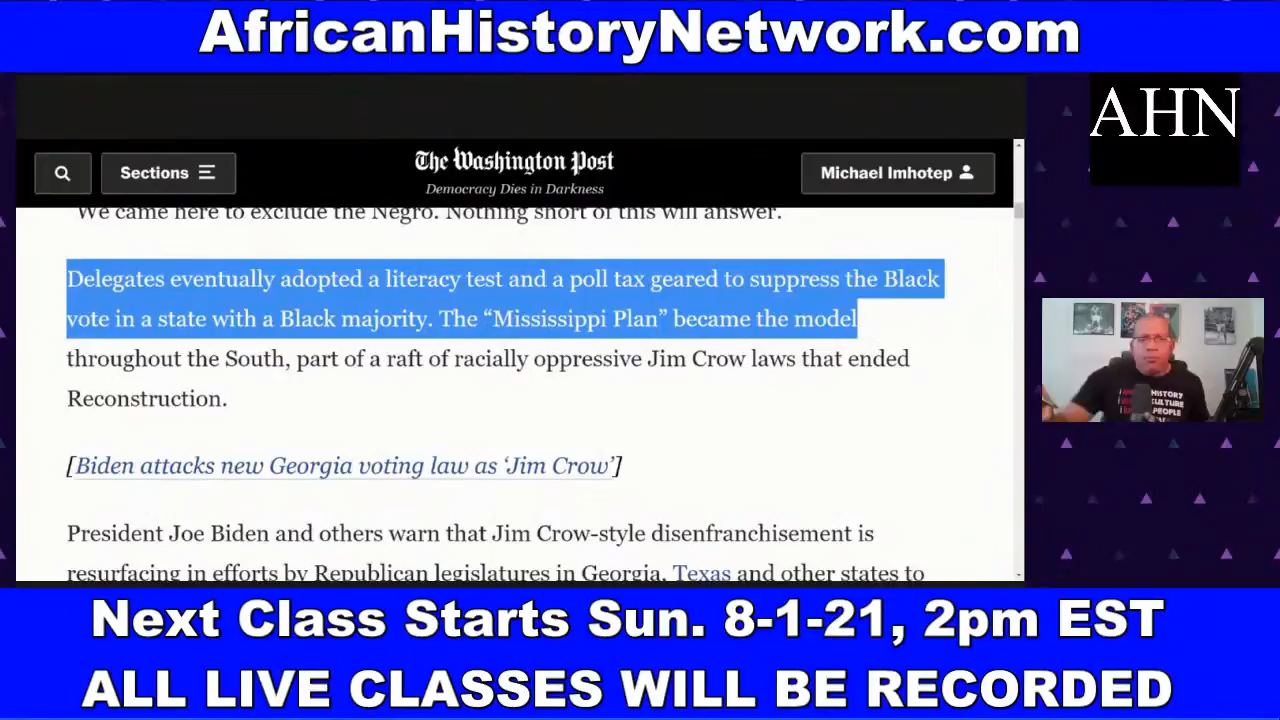 AfricanHistoryNetwork.com
AHN
Sections
The Washington Post
Democracy Dies in Darkness
Michael Imhotep
"We came here to exclude the Negro. Nothing short of this will answer."
Delegates eventually adopted a literacy test and a poll tax geared to suppress the Black
vote in a state with a Black majority. The “Mississippi Plan” became the model
throughout the South, part of a raft of racially oppressive Jim Crow laws that ended
Reconstruction.
[Biden attacks new Georgia voting law as ‘Jim Crow’]
President Joe Biden and others warn that Jim Crow-style disenfranchisement is
resurfacing in efforts by Republican legislatures in Georgia, Texas and other states to
HISTORY
CULTURE
PEOPLE
Next Class Starts Sun. 8-1-21, 2pm EST
ALL LIVE CLASSES WILL BE RECORDED